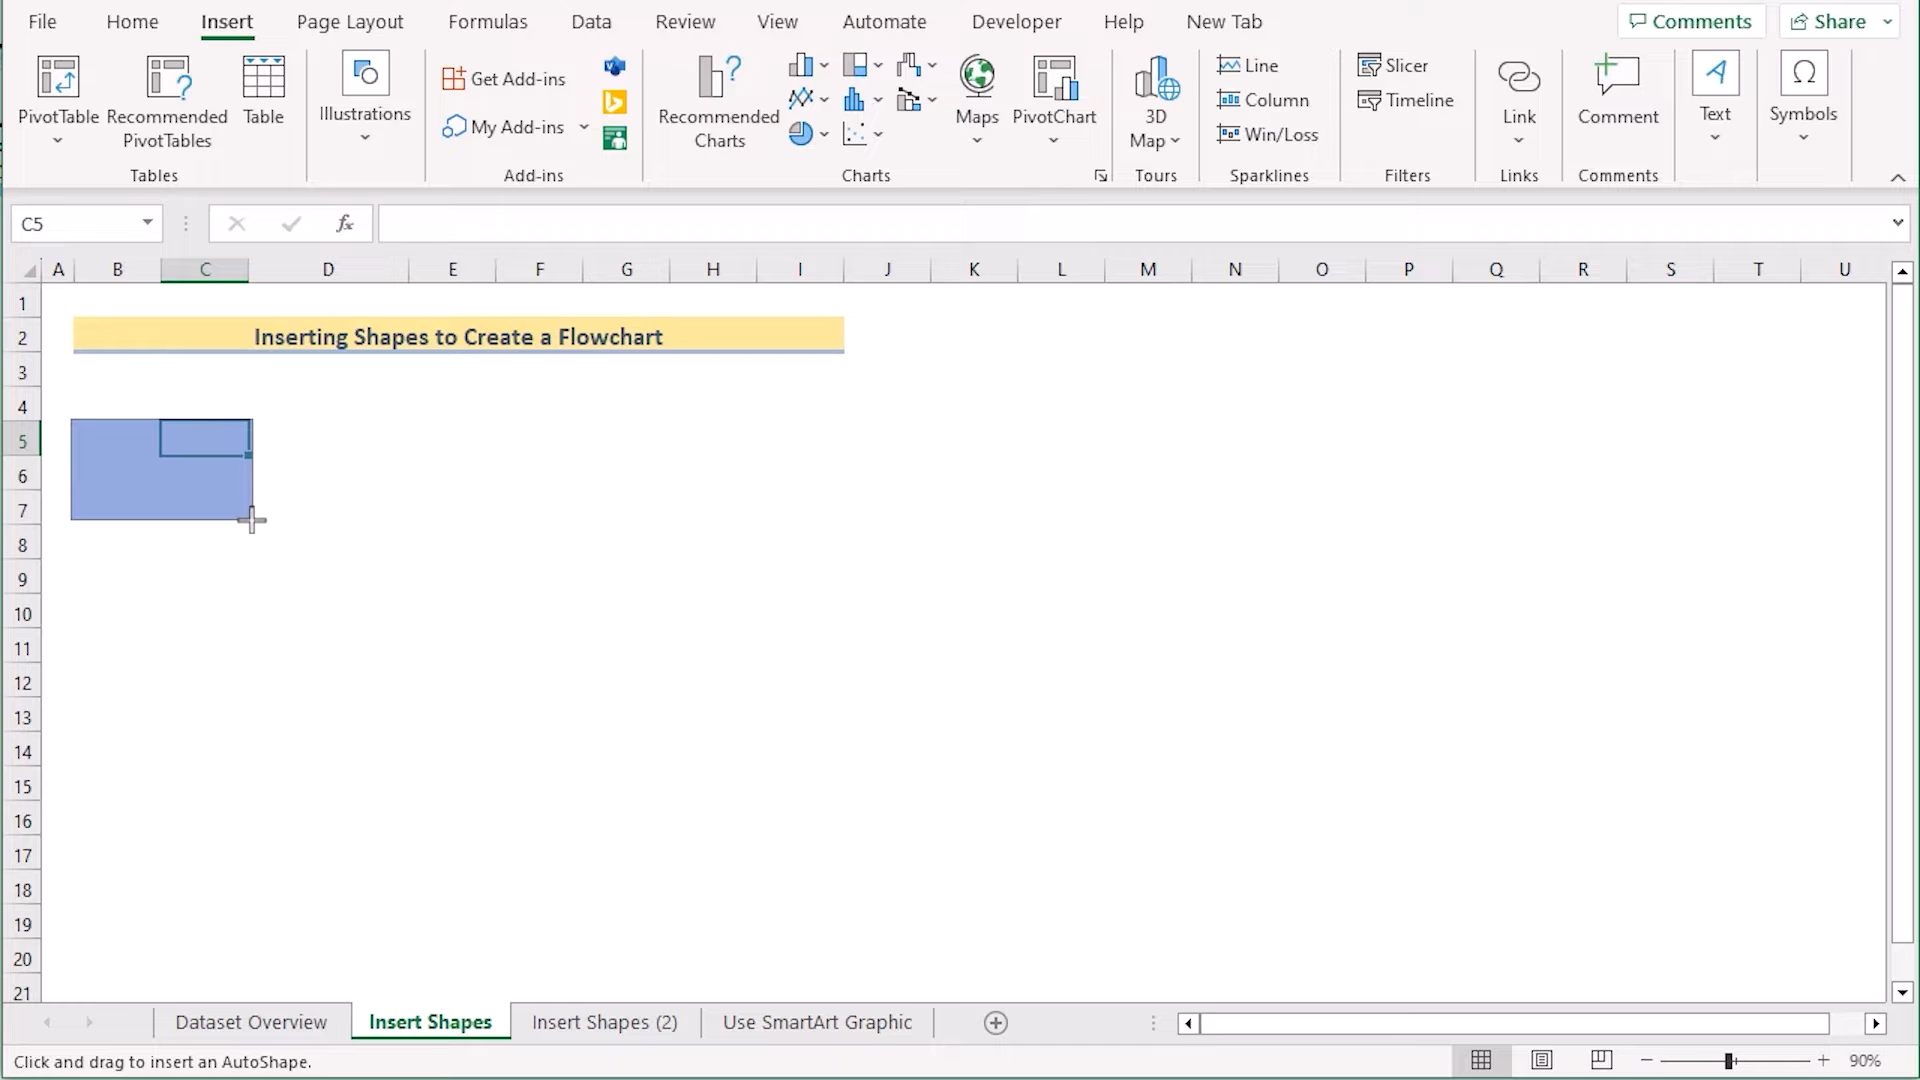 File Home Insert Page Layout Formulas Data Review View Automate Developer Help New Tab Comments Share
PivotTable Recommended PivotTables Table
Illustrations
Get Add-ins
My Add-ins
Recommended Charts
Maps PivotChart
3D Map
Line
Column
Win/Loss
Slicer
Timeline
Link
Comment
Text
Symbols
Tables Add-ins Charts Tours Sparklines Filters Links Comments
C5 fx
A B C D E F G H I J K L M N O P Q R S T U
1
2 Inserting Shapes to Create a Flowchart
3
4
5
6
7
8
9
10
11
12
13
14
15
16
17
18
19
20
21
Dataset Overview Insert Shapes Insert Shapes (2) Use SmartArt Graphic
Click and drag to insert an AutoShape. 90%